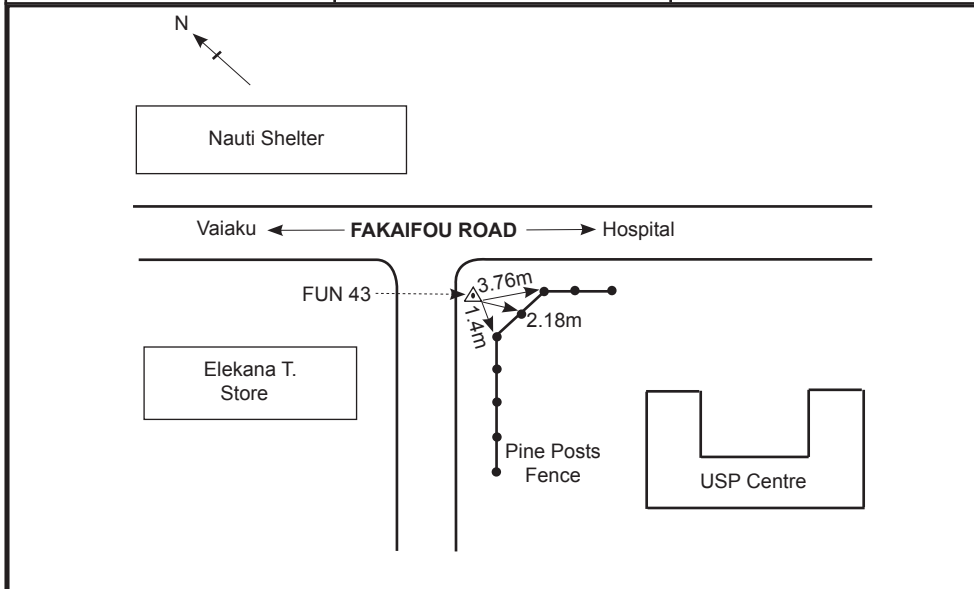 N
Nauti Shelter
Vaiaku
FAKAIFOU ROAD
Hospital
FUN 43
3.76m
1.4m
2.18m
Elekana T.
Store
Pine Posts
Fence
USP Centre